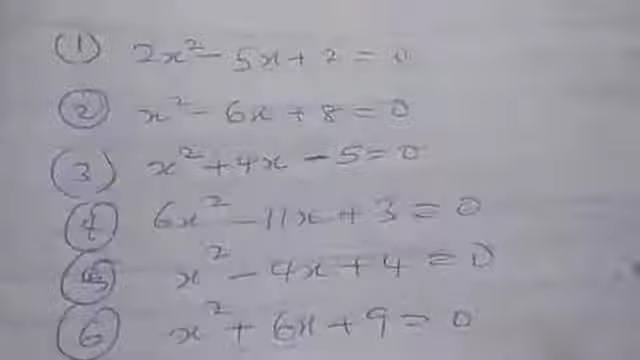 (1) 2x² - 5x + 2 = 0
(2) x² - 6x + 8 = 0
(3) x² + 4x - 5 = 0
(4) 6x² - 11x + 3 = 0
(5) x² - 4x + 4 = 0
(6) x² + 6x + 9 = 0